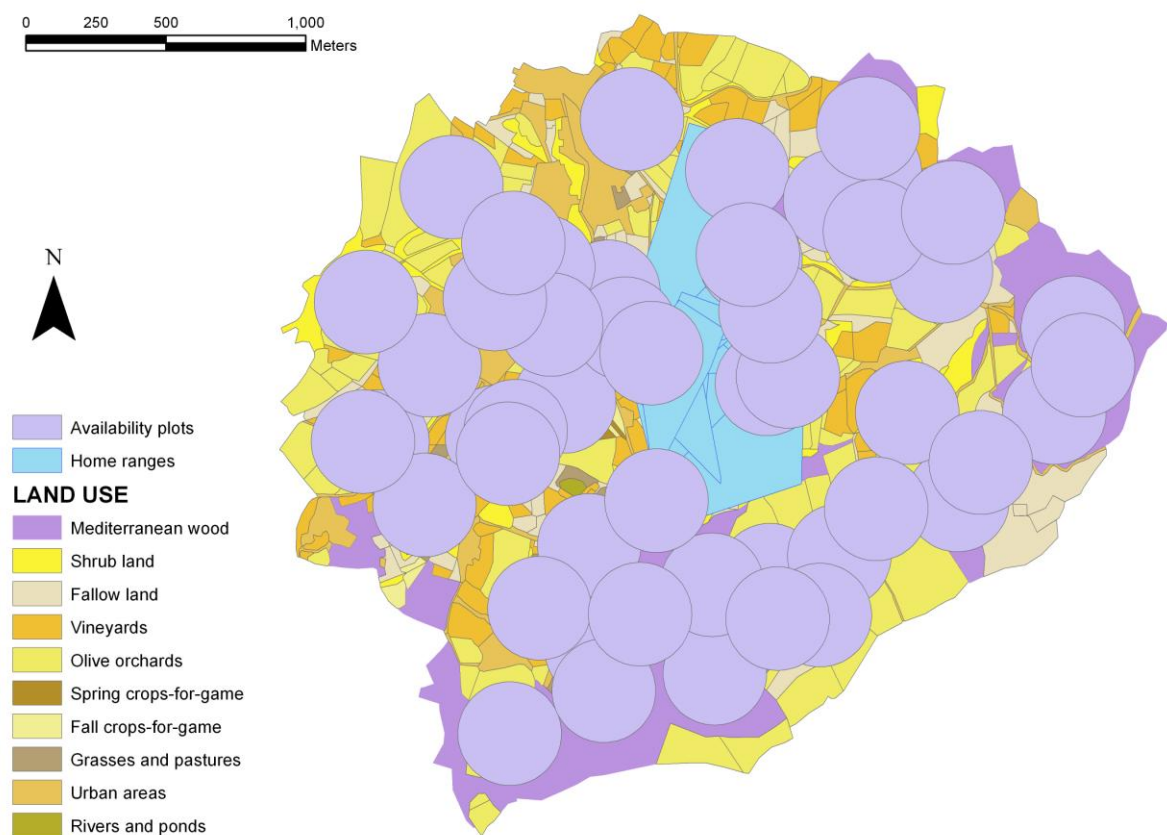 0 250 500 1,000
Meters
N
Availability plots
Home ranges
LAND USE
Mediterranean wood
Shrub land
Fallow land
Vineyards
Olive orchards
Spring crops-for-game
Fall crops-for-game
Grasses and pastures
Urban areas
Rivers and ponds